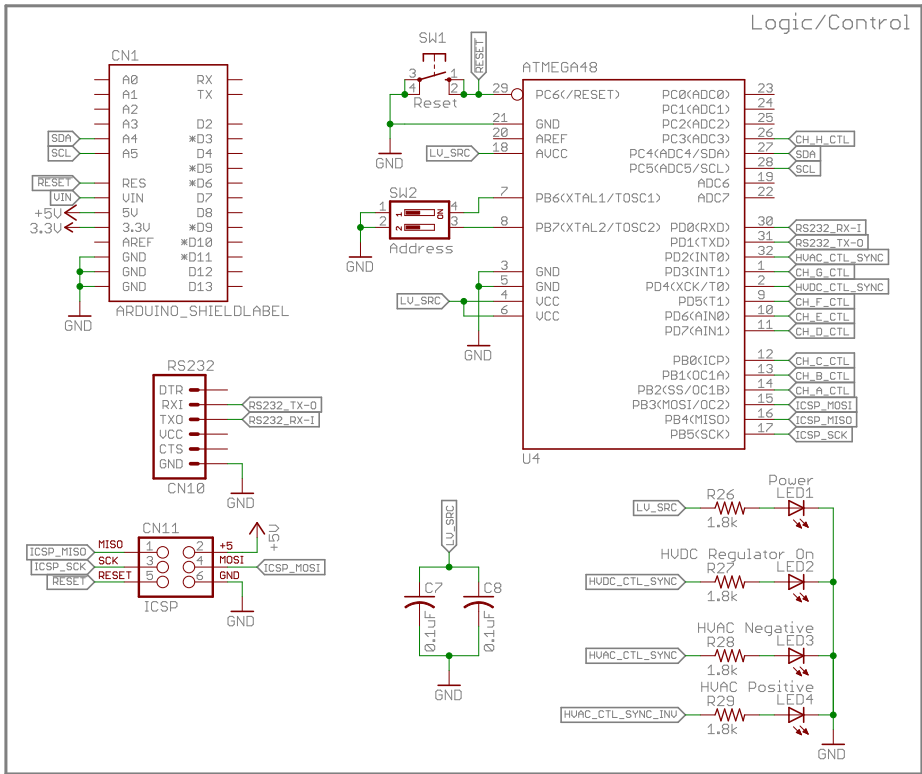 Logic/Control
CN1
A0 RX
A1 TX
A2
A3 D2
SDA A4 *D3
SCL A5 D4
*D5
RESET RES *D6
VIN VIN D7
+5V 5V D8
3.3V 3.3V *D9
AREF *D10
GND *D11
GND D12
GND D13
GND
ARDUINO_SHIELDLABEL
SW1
3 1
4 2
Reset
RESET
GND
LV_SRC
SW2
1 1 ON 4
2 2 3
Address
GND
LV_SRC
GND
ATMEGA48
29 PC6(/RESET) PC0(ADC0) 23
PC1(ADC1) 24
21 GND PC2(ADC2) 25
20 AREF PC3(ADC3) 26 CH_H_CTL
18 AVCC PC4(ADC4/SDA) 27 SDA
PC5(ADC5/SCL) 28 SCL
ADC6 19
7 PB6(XTAL1/TOSC1) ADC7 22
8 PB7(XTAL2/TOSC2) PD0(RXD) 30 RS232_RX-I
PD1(TXD) 31 RS232_TX-O
PD2(INT0) 32 HVAC_CTL_SYNC
3 GND PD3(INT1) 1 CH_G_CTL
5 GND PD4(XCK/T0) 2 HVDC_CTL_SYNC
4 VCC PD5(T1) 9 CH_F_CTL
6 VCC PD6(AIN0) 10 CH_E_CTL
PD7(AIN1) 11 CH_D_CTL
PB0(ICP) 12 CH_C_CTL
PB1(OC1A) 13 CH_B_CTL
PB2(SS/OC1B) 14 CH_A_CTL
PB3(MOSI/OC2) 15 ICSP_MOSI
PB4(MISO) 16 ICSP_MISO
PB5(SCK) 17 ICSP_SCK
U4
RS232
DTR
RXI RS232_TX-O
TXO RS232_RX-I
VCC
CTS
GND
CN10
GND
CN11
+5V
ICSP_MISO MISO 1 2 +5
ICSP_SCK SCK 3 4 MOSI ICSP_MOSI
RESET RESET 5 6 GND
ICSP
GND
LV_SRC
C7 C8
0.1uF 0.1uF
GND
Power
R26 LED1
LV_SRC
1.8k
HVDC Regulator On
R27 LED2
HVDC_CTL_SYNC
1.8k
HVAC Negative
R28 LED3
HVAC_CTL_SYNC
1.8k
HVAC Positive
R29 LED4
HVAC_CTL_SYNC_INV
1.8k
GND